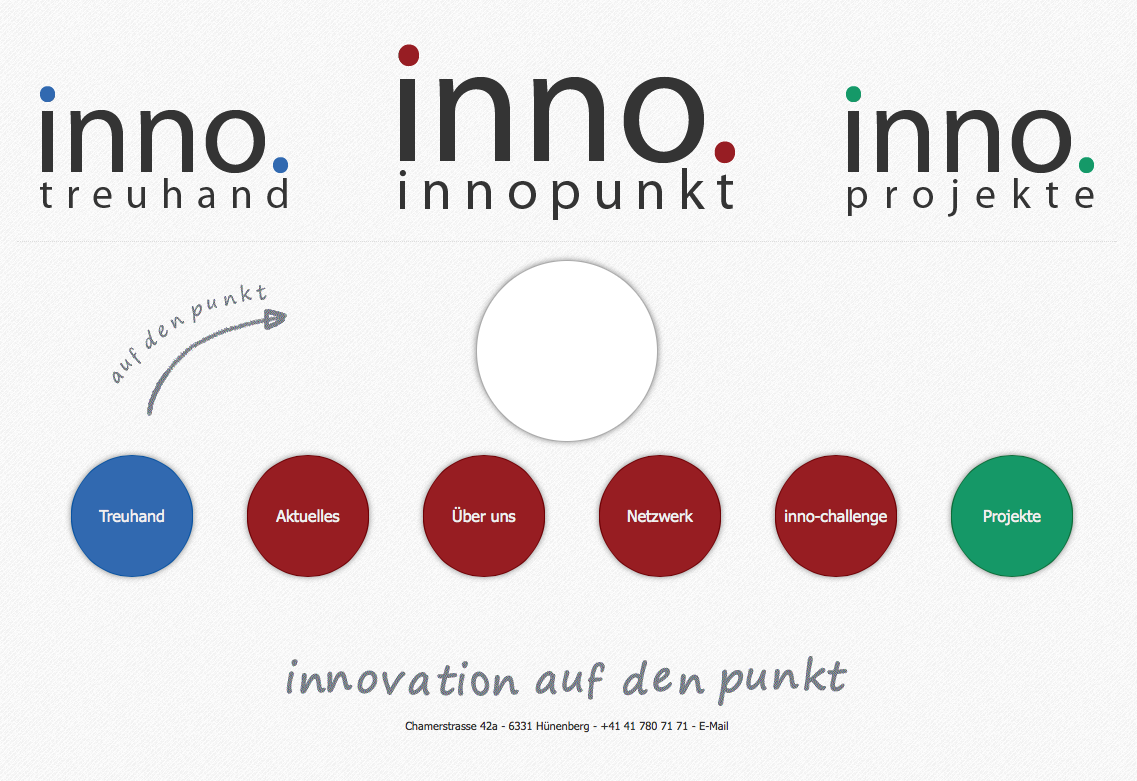 inno.
treuhand
inno.
innopunkt
inno.
projekte
auf den punkt
Treuhand
Aktuelles
Über uns
Netzwerk
inno-challenge
Projekte
innovation auf den punkt
Chamerstrasse 42a - 6331 Hünenberg - +41 41 780 71 71 - E-Mail